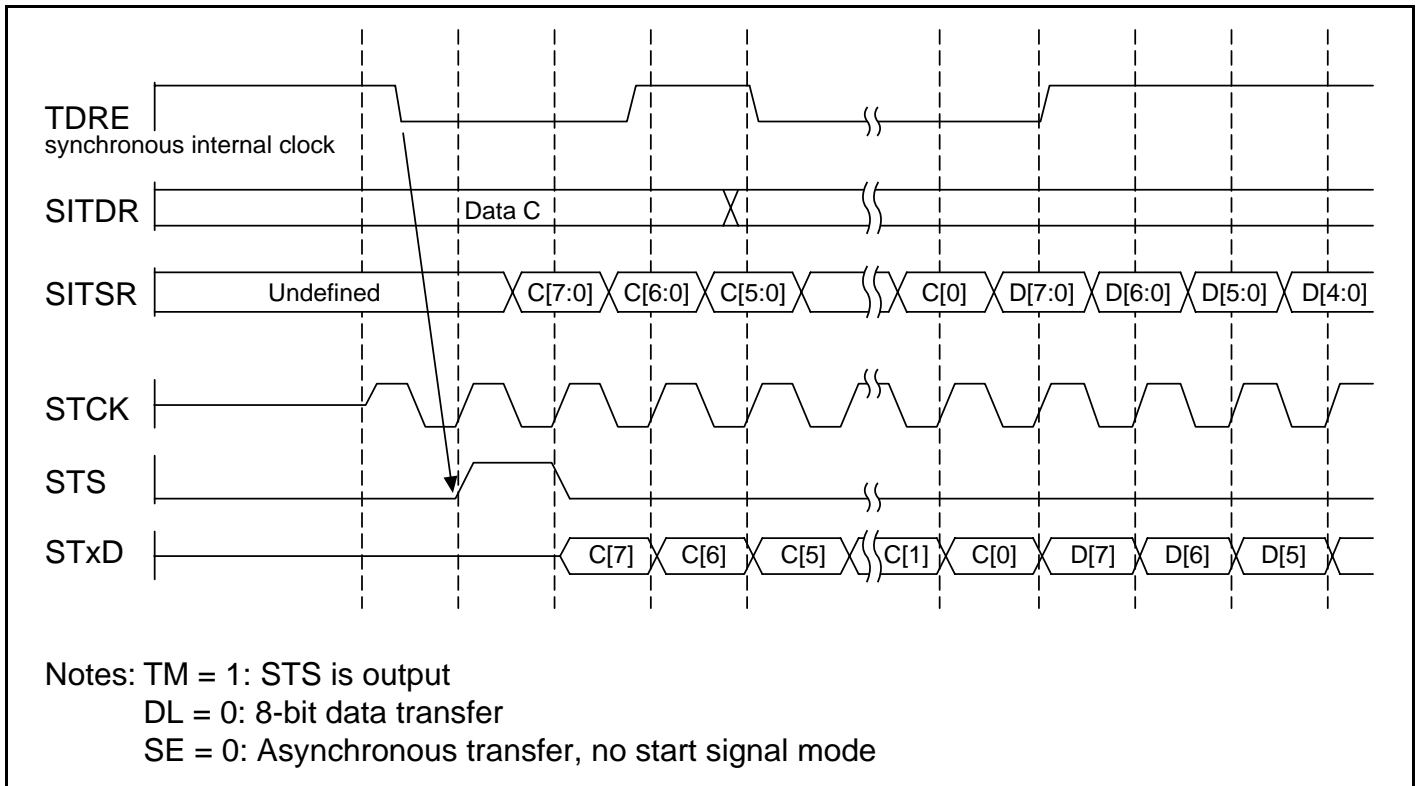 TDRE
synchronous internal clock
SITDR
Data C
SITSR
Undefined C[7:0] C[6:0] C[5:0] C[0] D[7:0] D[6:0] D[5:0] D[4:0]
STCK
STS
STxD
C[7] C[6] C[5] C[1] C[0] D[7] D[6] D[5]
Notes: TM = 1: STS is output
DL = 0: 8-bit data transfer
SE = 0: Asynchronous transfer, no start signal mode